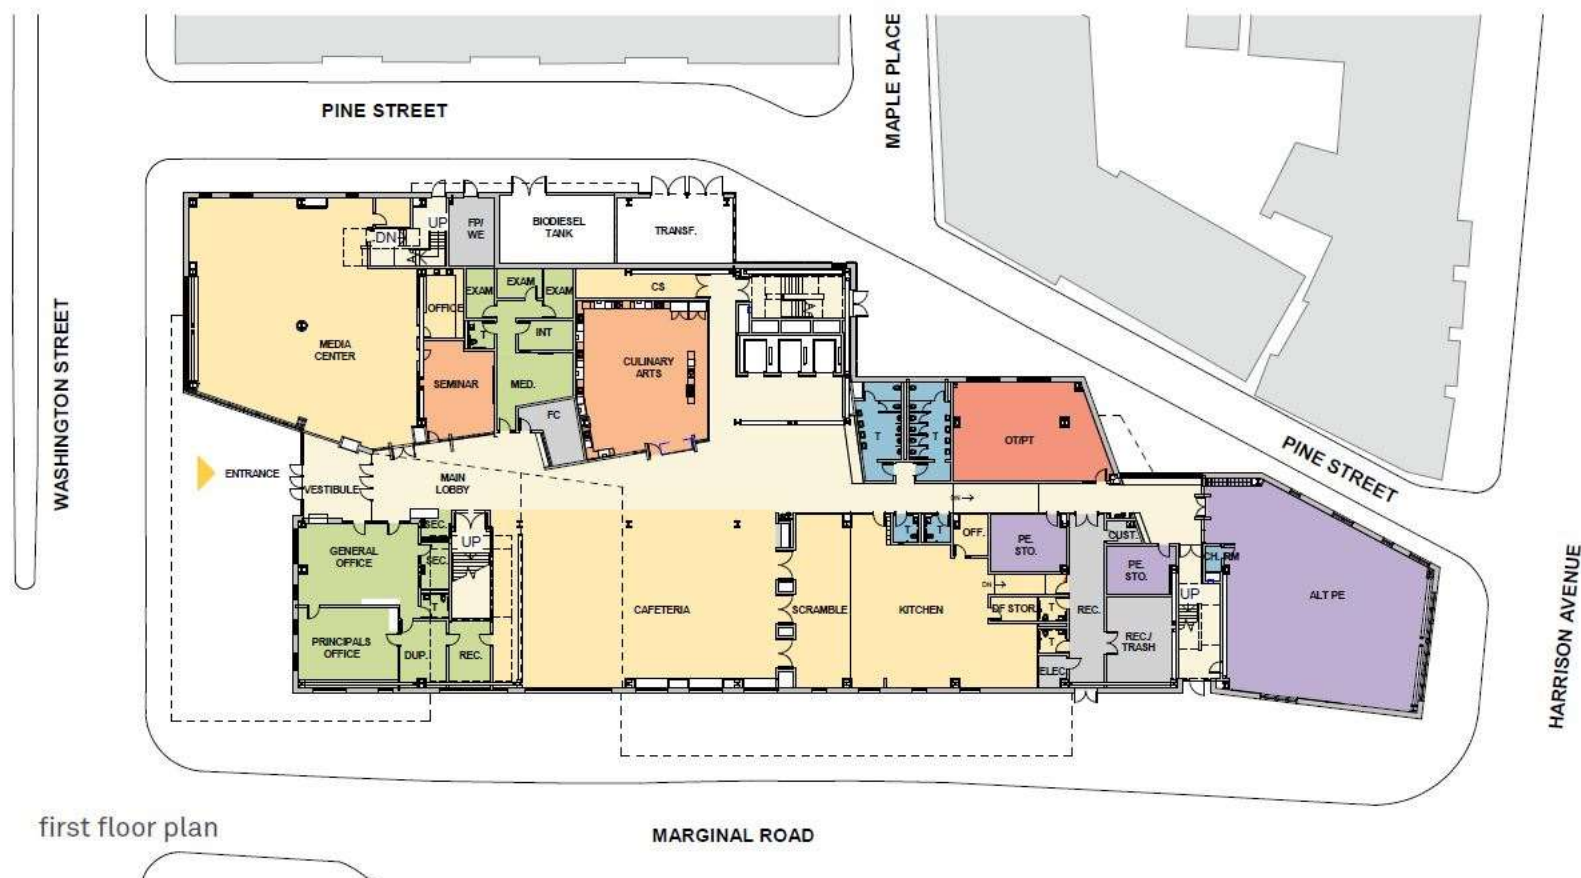 MAPLE PLACE
PINE STREET
UP
DN
FP/
WE
BIODIESEL
TANK
TRANSF.
EXAM
EXAM
EXAM
CS
OFFICE
T
INT
MEDIA
CENTER
CULINARY
ARTS
SEMINAR
MED.
FC
WASHINGTON STREET
T
T
OT/PT
PINE STREET
ENTRANCE
VESTIBULE
MAIN
LOBBY
DN
SEC.
UP
GENERAL
OFFICE
SEC.
T
T
OFF.
PE.
STO.
CUST.
CH. RM
PE.
STO.
DN
UP
ALT PE
T
CAFETERIA
SCRAMBLE
KITCHEN
DF STOR.
T
REC.
PRINCIPALS
OFFICE
DUP.
REC.
T
REC./
TRASH
ELEC
HARRISON AVENUE
first floor plan
MARGINAL ROAD